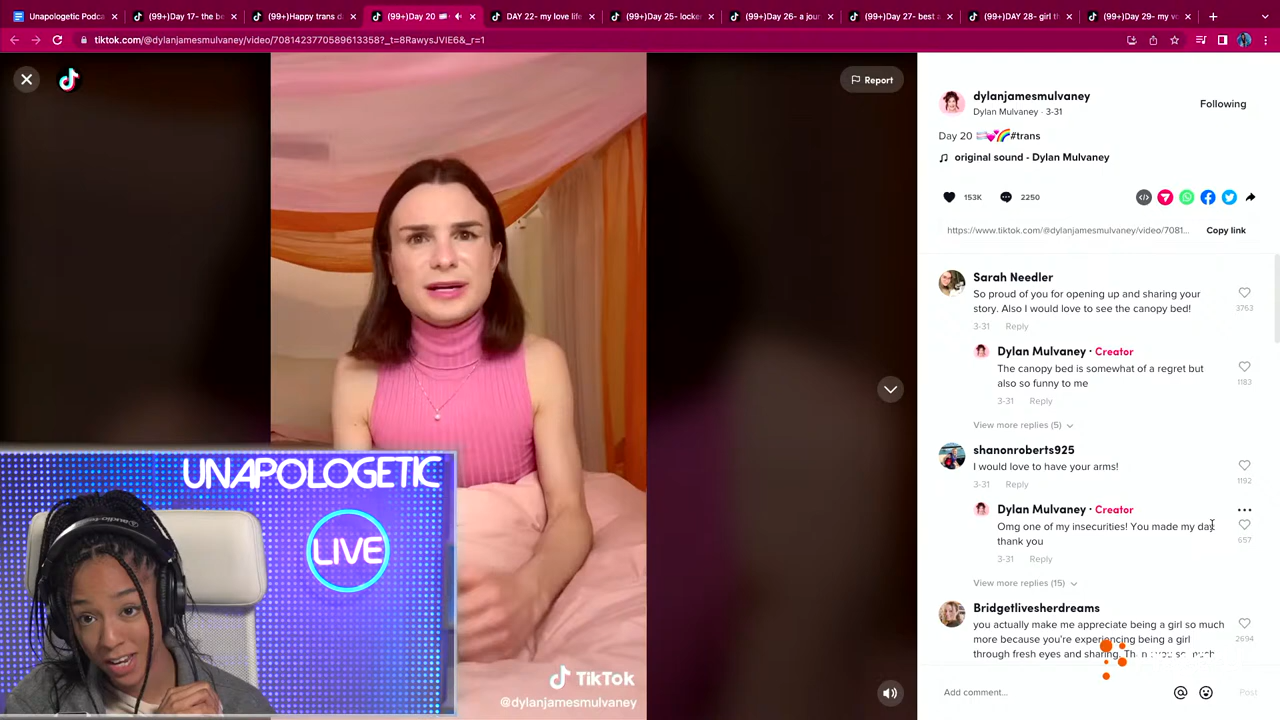 Unapologetic Podca
(99+)Day 17- the be
(99+)Happy trans da
(99+)Day 20
DAY 22- my love life
(99+)Day 25- locke
(99+)Day 26- a jour
(99+)Day 27- best a
(99+)DAY 28- girl th
(99+)Day 29- my vo
tiktok.com/@dylanjamesmulvaney/video/7081423770589613358?_t=8RawysJVIE6&_r=1
Report
dylanjamesmulvaney
Dylan Mulvaney · 3-31
Following
Day 20 #trans
original sound - Dylan Mulvaney
153K
2250
https://www.tiktok.com/@dylanjamesmulvaney/video/7081...
Copy link
Sarah Needler
So proud of you for opening up and sharing your
story. Also I would love to see the canopy bed!
3763
3-31 Reply
Dylan Mulvaney · Creator
The canopy bed is somewhat of a regret but
also so funny to me
1183
3-31 Reply
View more replies (5)
shanonroberts925
I would love to have your arms!
1192
3-31 Reply
Dylan Mulvaney · Creator
Omg one of my insecurities! You made my day
thank you
657
3-31 Reply
View more replies (15)
Bridgetlivesherdreams
you actually make me appreciate being a girl so much
2694
more because you're experiencing being a girl
through fresh eyes and sharing.
Add comment...
Post
UNAPOLOGETIC
LIVE
TikTok
@dylanjamesmulvaney